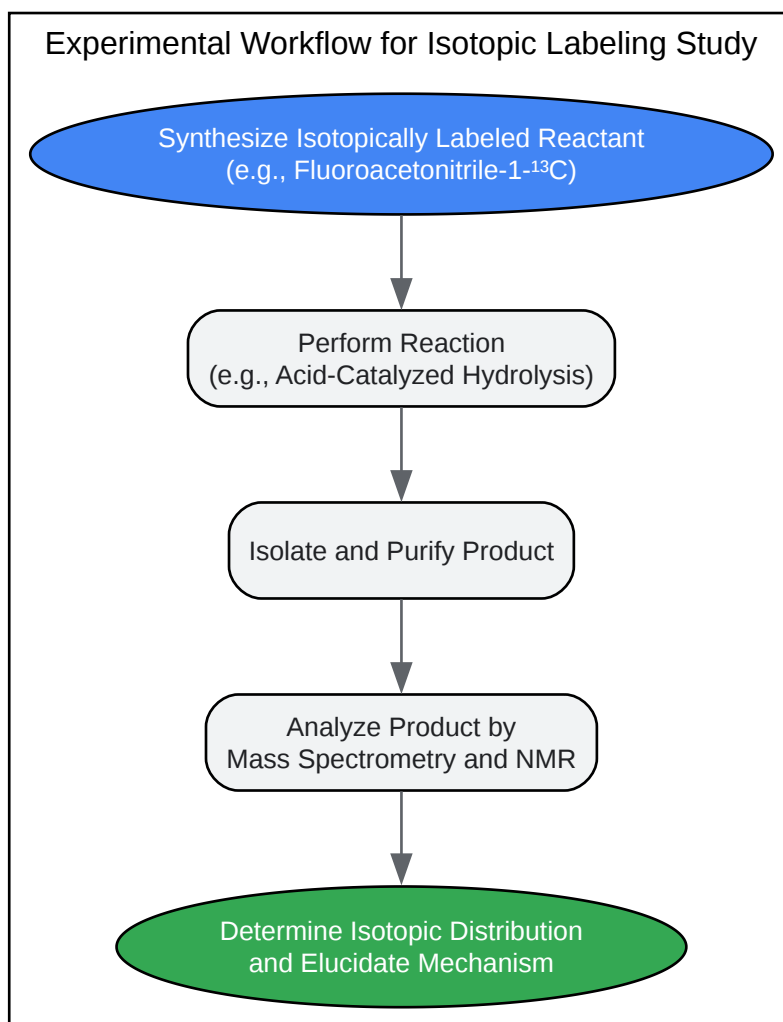 Experimental Workflow for Isotopic Labeling Study
Synthesize Isotopically Labeled Reactant
(e.g., Fluoroacetonitrile-1-¹³C)
Perform Reaction
(e.g., Acid-Catalyzed Hydrolysis)
Isolate and Purify Product
Analyze Product by
Mass Spectrometry and NMR
Determine Isotopic Distribution
and Elucidate Mechanism